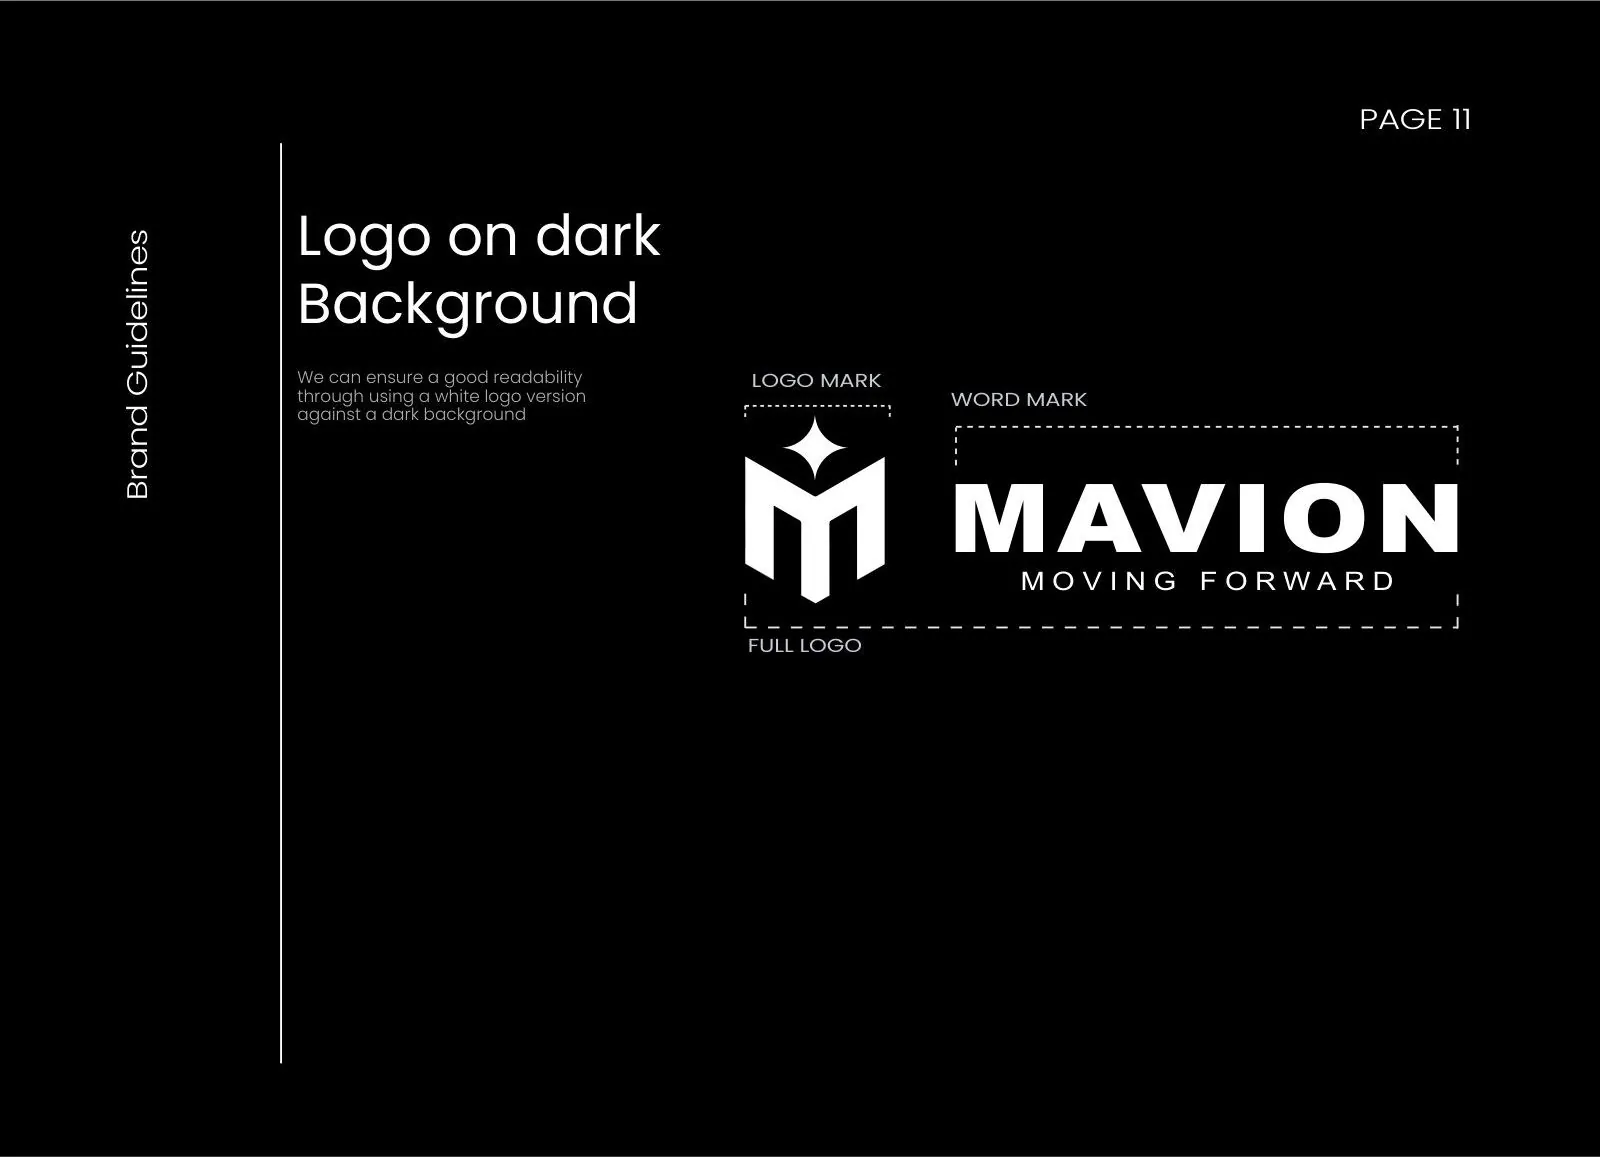 PAGE 11
Brand Guidelines
Logo on dark
Background
We can ensure a good readability
through using a white logo version
against a dark background
LOGO MARK
WORD MARK
MAVION
MOVING FORWARD
FULL LOGO